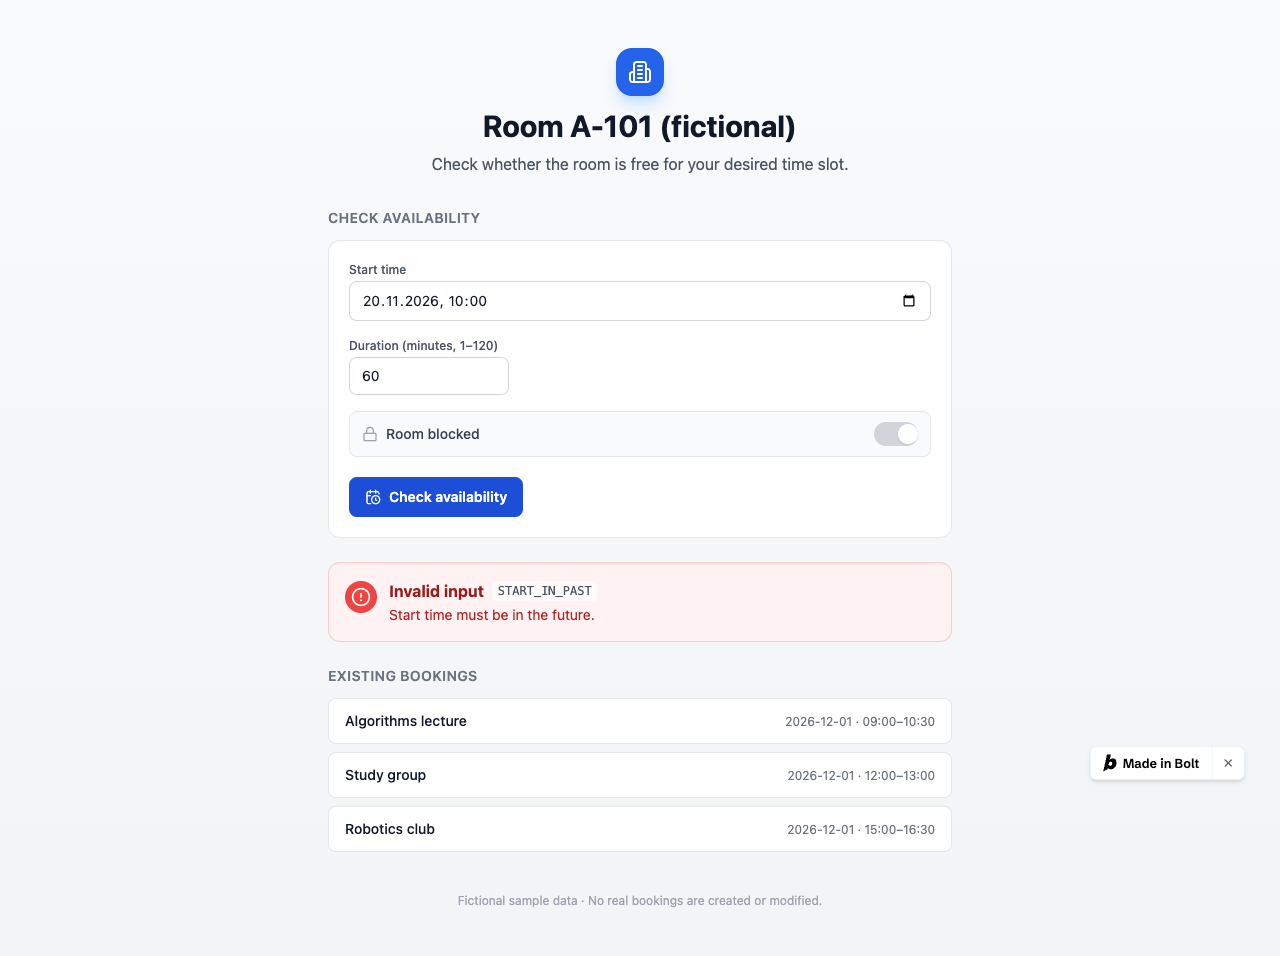 Room A-101 (fictional)
Check whether the room is free for your desired time slot.
CHECK AVAILABILITY
Start time
20.11.2026, 10:00
Duration (minutes, 1–120)
60
Room blocked
Check availability
Invalid input START_IN_PAST
Start time must be in the future.
EXISTING BOOKINGS
Algorithms lecture 2026-12-01 · 09:00–10:30
Study group 2026-12-01 · 12:00–13:00
Made in Bolt ×
Robotics club 2026-12-01 · 15:00–16:30
Fictional sample data · No real bookings are created or modified.